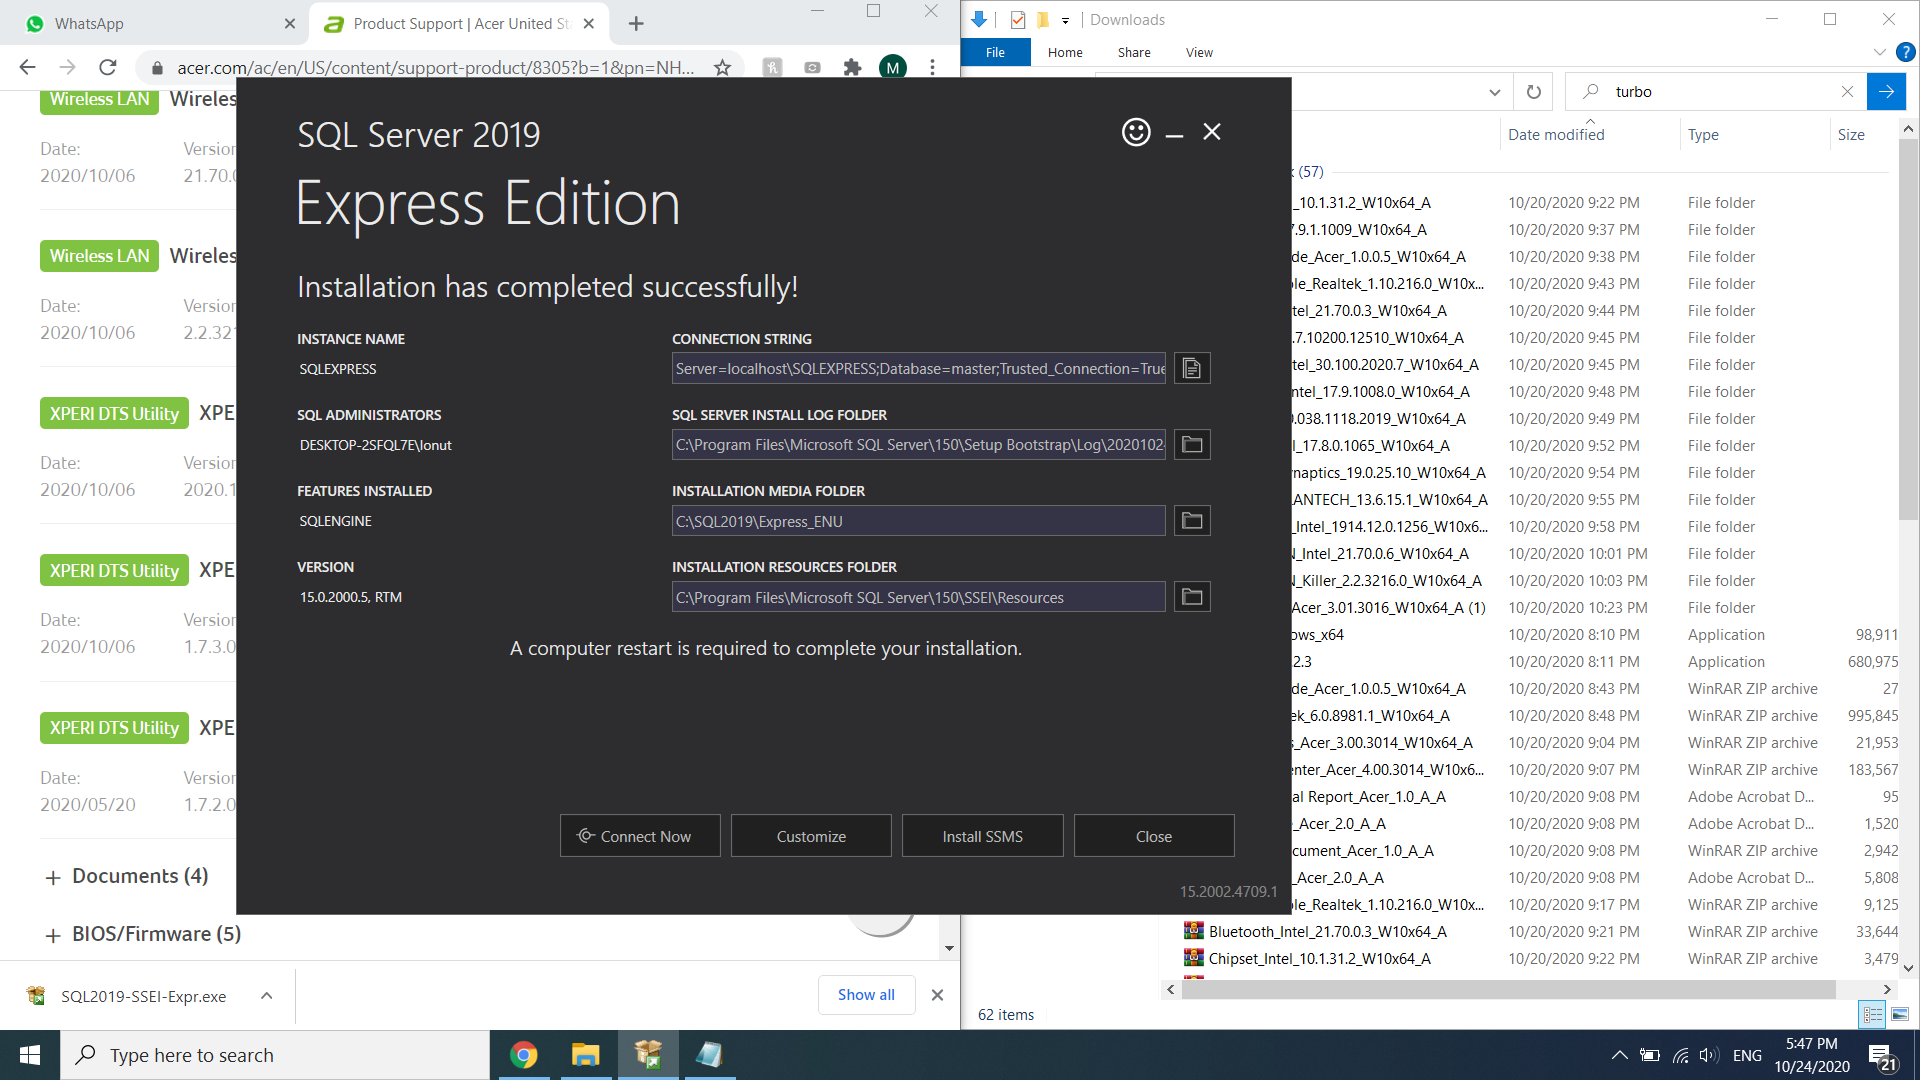 WhatsApp
Product Support | Acer United St
acer.com/ac/en/US/content/support-product/8305?b=1&pn=NH...
M
Wireless LAN Wireles
Date: Version
2020/10/06 21.70.0
Wireless LAN Wireles
Date: Version
2020/10/06 2.2.321
XPERI DTS Utility XPE
Date: Version
2020/10/06 2020.1
XPERI DTS Utility XPE
Date: Version
2020/10/06 1.7.3.0
XPERI DTS Utility XPE
Date: Version
2020/05/20 1.7.2.0
+ Documents (4)
+ BIOS/Firmware (5)
SQL2019-SSEI-Expr.exe
Show all
SQL Server 2019
Express Edition
Installation has completed successfully!
INSTANCE NAME
SQLEXPRESS
SQL ADMINISTRATORS
DESKTOP-2SFQL7E\Ionut
FEATURES INSTALLED
SQLENGINE
VERSION
15.0.2000.5, RTM
CONNECTION STRING
Server=localhost\SQLEXPRESS;Database=master;Trusted_Connection=True
SQL SERVER INSTALL LOG FOLDER
C:\Program Files\Microsoft SQL Server\150\Setup Bootstrap\Log\2020102
INSTALLATION MEDIA FOLDER
C:\SQL2019\Express_ENU
INSTALLATION RESOURCES FOLDER
C:\Program Files\Microsoft SQL Server\150\SSEI\Resources
A computer restart is required to complete your installation.
Connect Now
Customize
Install SSMS
Close
15.2002.4709.1
Downloads
File Home Share View
turbo
Date modified Type Size
(57)
_10.1.31.2_W10x64_A 10/20/2020 9:22 PM File folder
7.9.1.1009_W10x64_A 10/20/2020 9:37 PM File folder
de_Acer_1.0.0.5_W10x64_A 10/20/2020 9:38 PM File folder
le_Realtek_1.10.216.0_W10x... 10/20/2020 9:43 PM File folder
tel_21.70.0.3_W10x64_A 10/20/2020 9:44 PM File folder
.7.10200.12510_W10x64_A 10/20/2020 9:45 PM File folder
tel_30.100.2020.7_W10x64_A 10/20/2020 9:45 PM File folder
ntel_17.9.1008.0_W10x64_A 10/20/2020 9:48 PM File folder
0.038.1118.2019_W10x64_A 10/20/2020 9:49 PM File folder
l_17.8.0.1065_W10x64_A 10/20/2020 9:52 PM File folder
naptics_19.0.25.10_W10x64_A 10/20/2020 9:54 PM File folder
LANTECH_13.6.15.1_W10x64_A 10/20/2020 9:55 PM File folder
_Intel_1914.12.0.1256_W10x6... 10/20/2020 9:58 PM File folder
N_Intel_21.70.0.6_W10x64_A 10/20/2020 10:01 PM File folder
N_Killer_2.2.3216.0_W10x64_A 10/20/2020 10:03 PM File folder
Acer_3.01.3016_W10x64_A (1) 10/20/2020 10:23 PM File folder
ows_x64 10/20/2020 8:10 PM Application 98,911
2.3 10/20/2020 8:11 PM Application 680,975
de_Acer_1.0.0.5_W10x64_A 10/20/2020 8:43 PM WinRAR ZIP archive 27
ek_6.0.8981.1_W10x64_A 10/20/2020 8:48 PM WinRAR ZIP archive 995,845
s_Acer_3.00.3014_W10x64_A 10/20/2020 9:04 PM WinRAR ZIP archive 21,953
enter_Acer_4.00.3014_W10x6... 10/20/2020 9:07 PM WinRAR ZIP archive 183,567
al Report_Acer_1.0_A_A 10/20/2020 9:08 PM Adobe Acrobat D... 95
_Acer_2.0_A_A 10/20/2020 9:08 PM Adobe Acrobat D... 1,520
cument_Acer_1.0_A_A 10/20/2020 9:08 PM Adobe Acrobat D... 2,942
_Acer_2.0_A_A 10/20/2020 9:08 PM Adobe Acrobat D... 5,808
le_Realtek_1.10.216.0_W10x... 10/20/2020 9:17 PM WinRAR ZIP archive 9,125
Bluetooth_Intel_21.70.0.3_W10x64_A 10/20/2020 9:21 PM WinRAR ZIP archive 33,644
Chipset_Intel_10.1.31.2_W10x64_A 10/20/2020 9:22 PM WinRAR ZIP archive 3,479
62 items
Type here to search
ENG
5:47 PM
10/24/2020
21